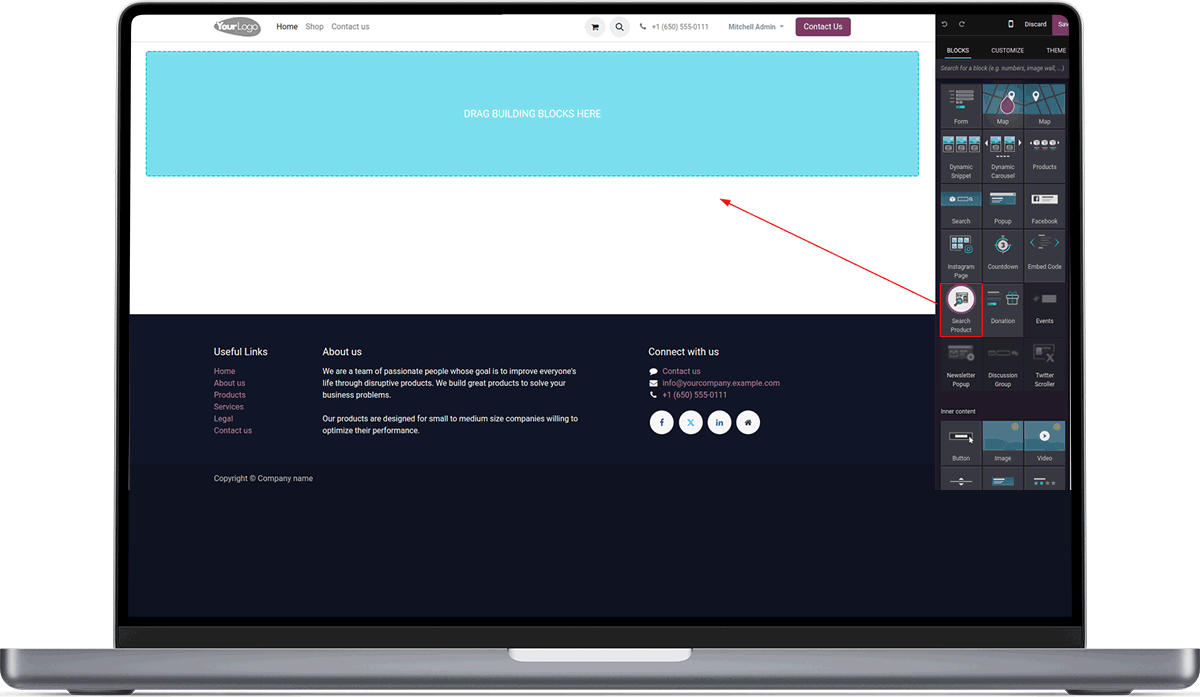 YourLogo
Home Shop Contact us
+1 (650) 555-0111
Mitchell Admin
Contact Us
Discard
Sav
BLOCKS CUSTOMIZE THEME
Search for a block (e.g. numbers, image wall, ...)
DRAG BUILDING BLOCKS HERE
Form Map Map
Dynamic Snippet
Dynamic Carousel
Products
Search Popup Facebook
Instagram Page
Countdown
Embed Code
Search Product
Donation
Events
Newsletter Popup
Discussion Group
Twitter Scroller
Inner content
Button Image Video
Useful Links
Home
About us
Products
Services
Legal
Contact us
About us
We are a team of passionate people whose goal is to improve everyone's
life through disruptive products. We build great products to solve your
business problems.
Our products are designed for small to medium size companies willing to
optimize their performance.
Connect with us
Contact us
info@yourcompany.example.com
+1 (650) 555-0111
Copyright © Company name